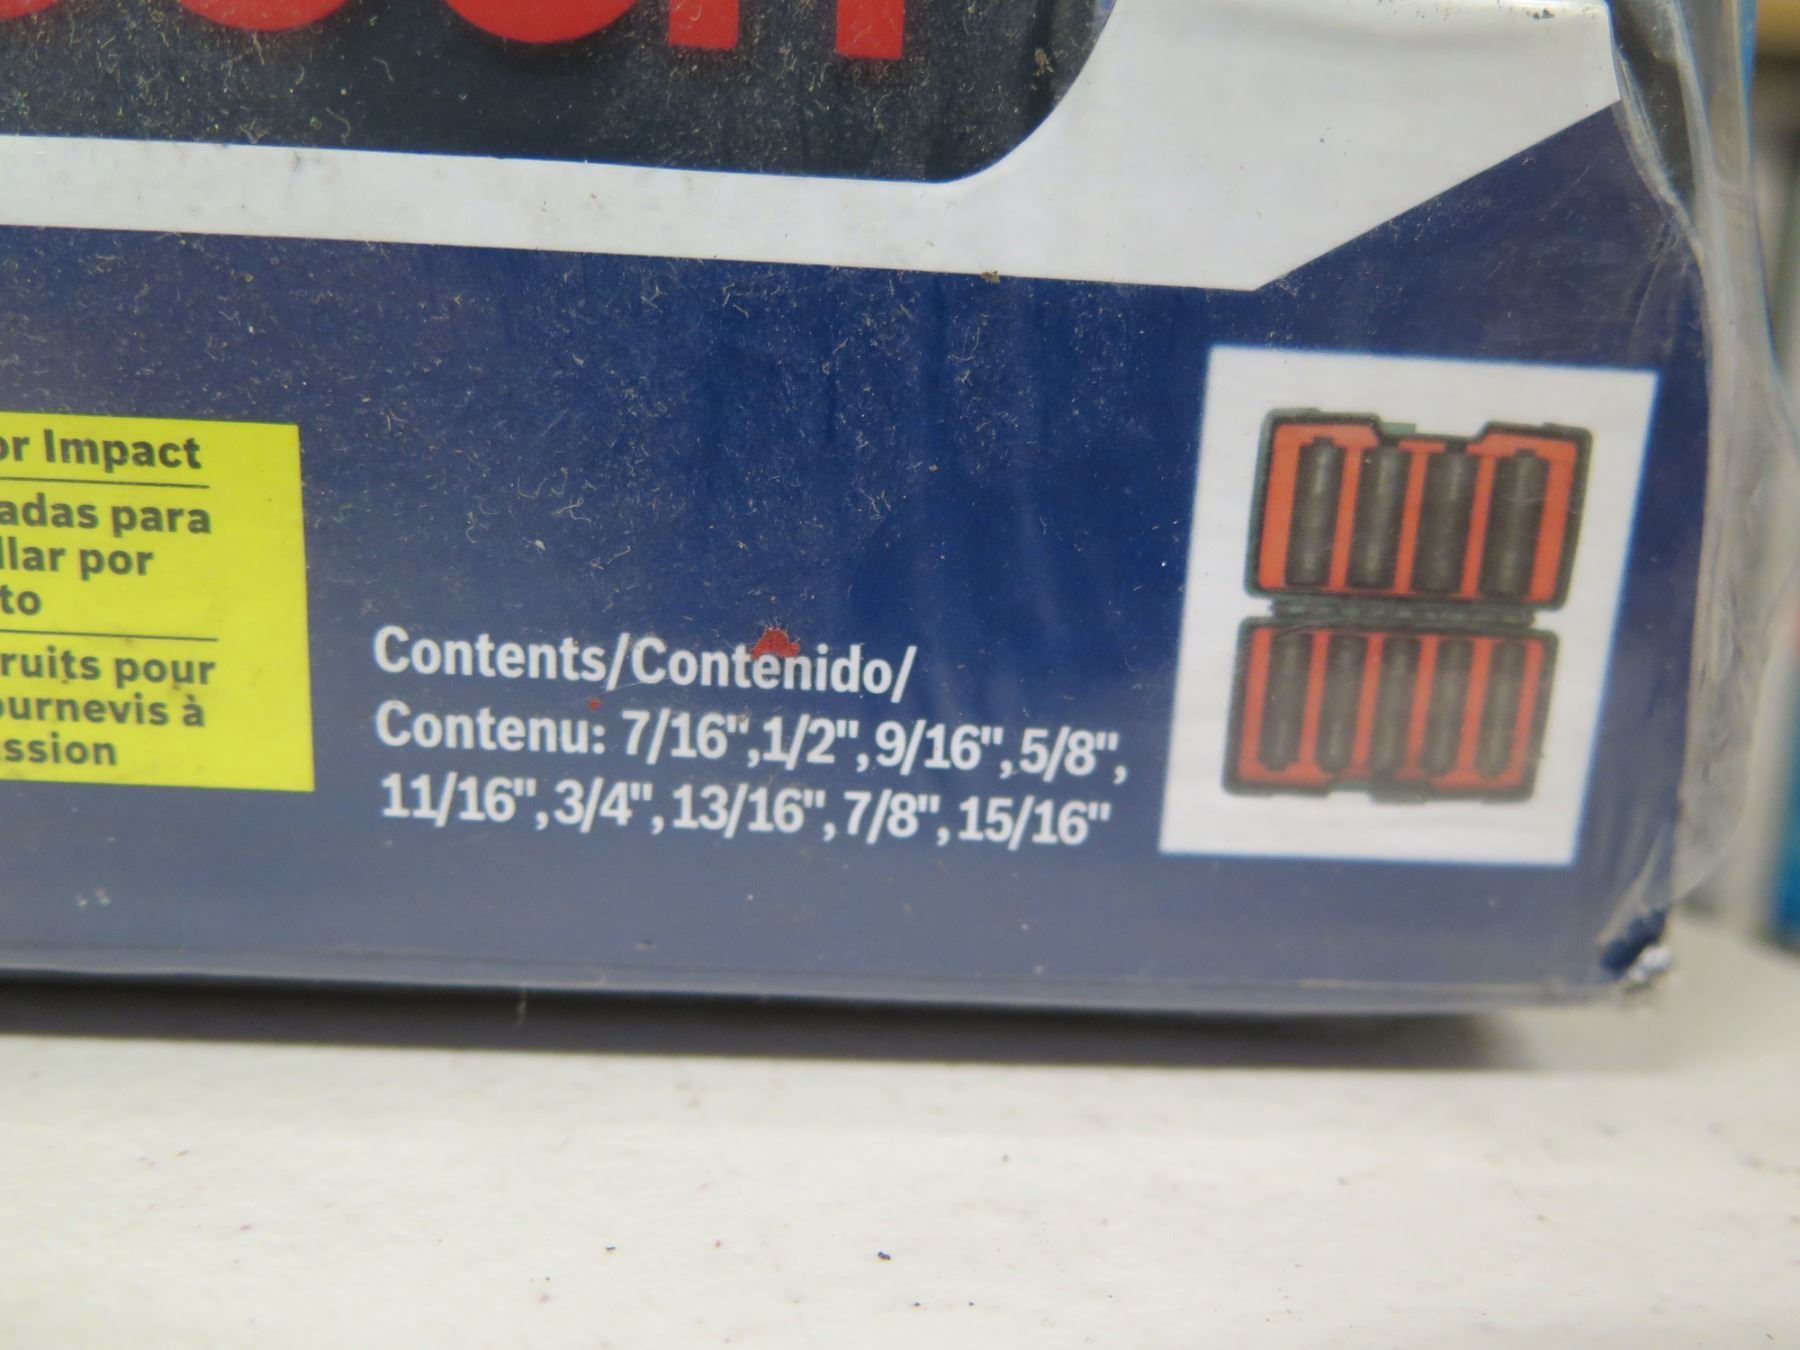 or Impact
adas para
llar por
to
ruits pour
ournevis à
ssion
Contents/Contenido/
Contenu: 7/16",1/2",9/16",5/8",
11/16",3/4",13/16",7/8",15/16"